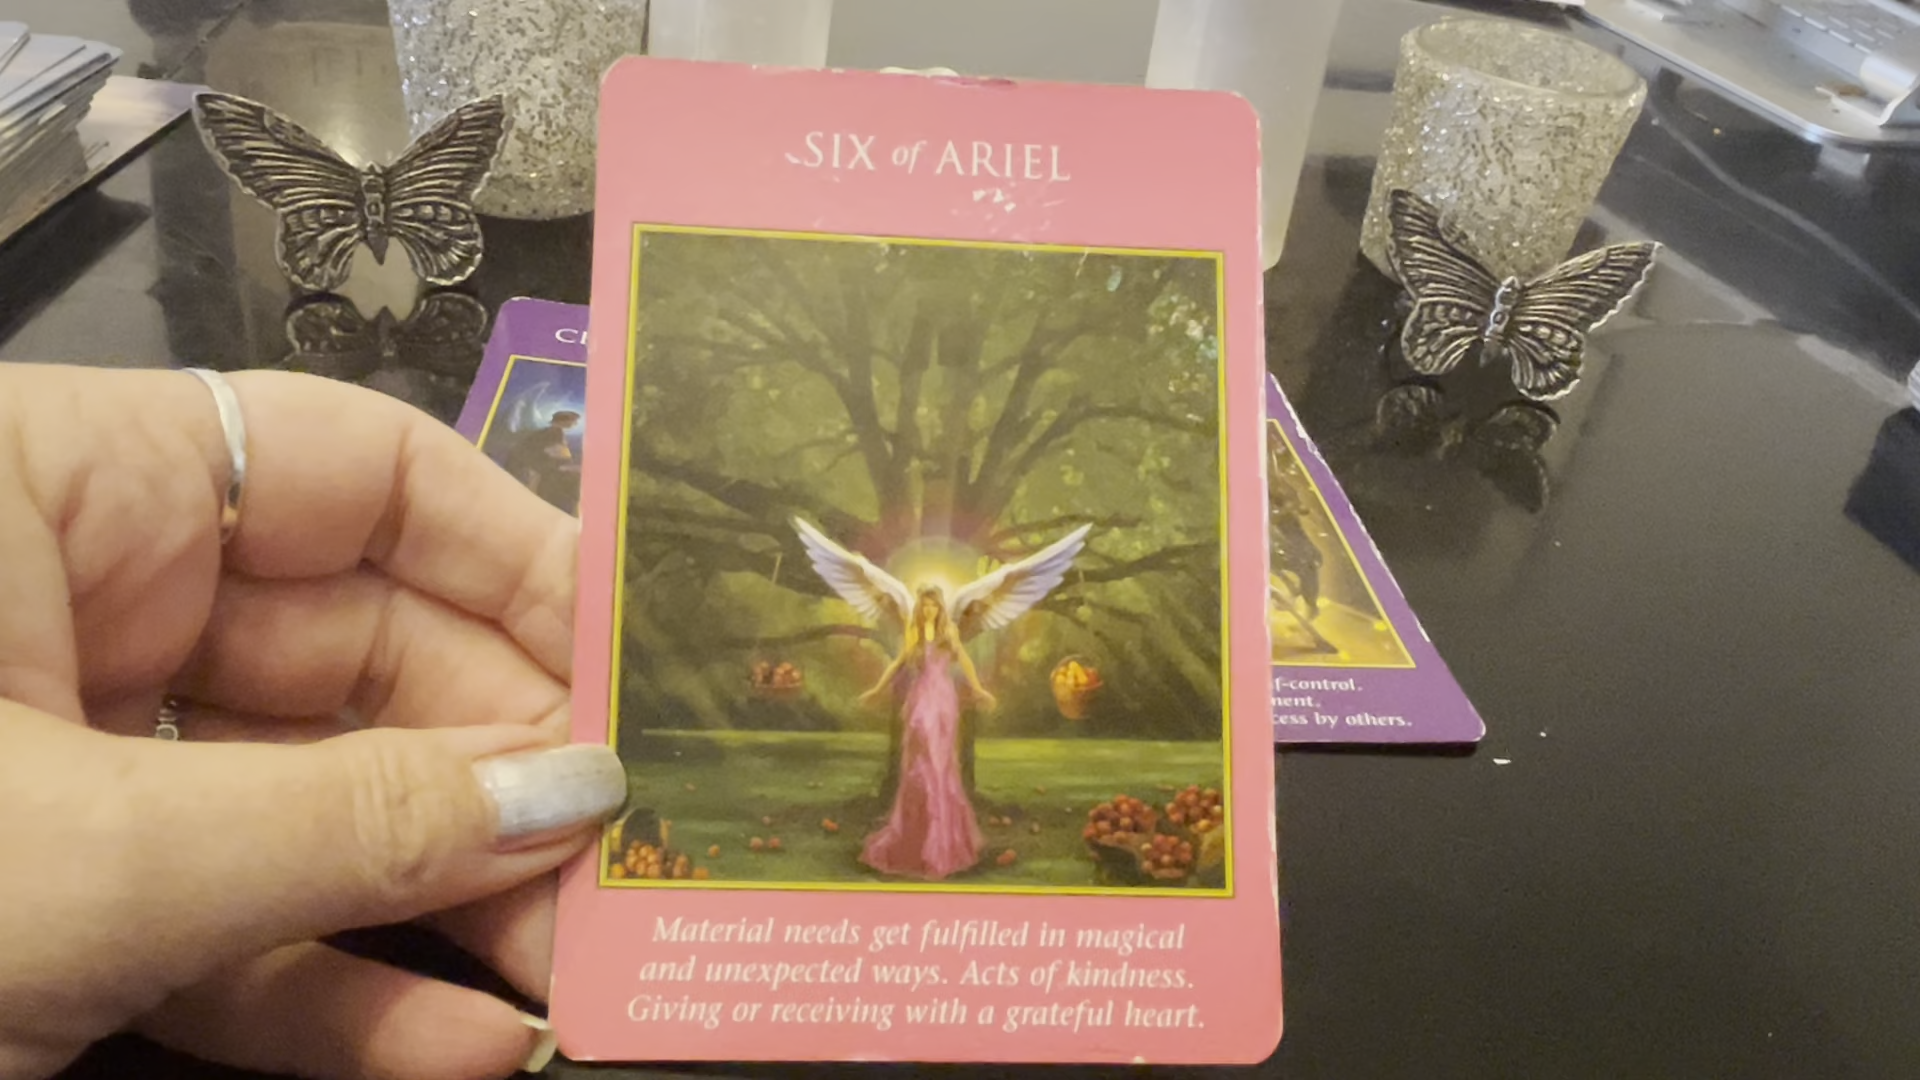 SIX of ARIEL
Material needs get fulfilled in magical
and unexpected ways. Acts of kindness.
Giving or receiving with a grateful heart.
f-control.
ment.
cess by others.